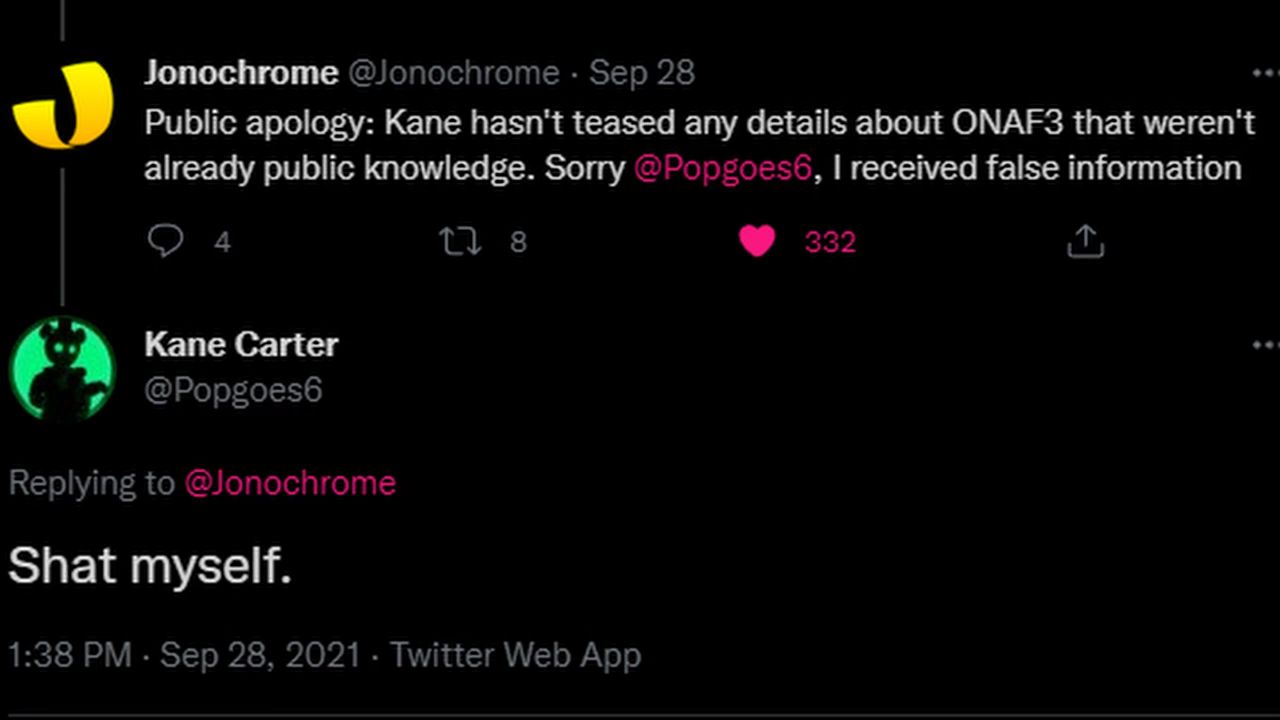 Jonochrome @Jonochrome · Sep 28
Public apology: Kane hasn't teased any details about ONAF3 that weren't
already public knowledge. Sorry @Popgoes6, I received false information
4 8 332
Kane Carter
@Popgoes6
Replying to @Jonochrome
Shat myself.
1:38 PM · Sep 28, 2021 · Twitter Web App